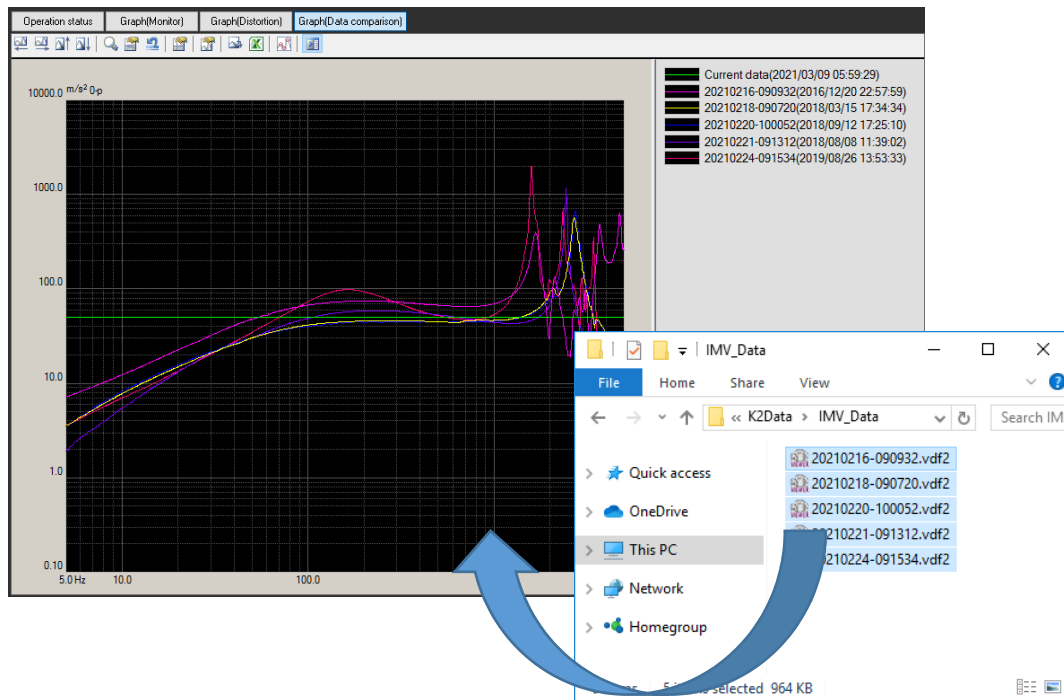 Operation status Graph(Monitor) Graph(Distortion) Graph(Data comparison)
10000.0 m/s² 0-p
1000.0
100.0
10.0
1.0
0.10
5.0 Hz 10.0 100.0
Current data(2021/03/09 05:59:29)
20210216-090932(2016/12/20 22:57:59)
20210218-090720(2018/03/15 17:34:34)
20210220-100052(2018/09/12 17:25:10)
20210221-091312(2018/08/08 11:39:02)
20210224-091534(2019/08/26 13:53:33)
IMV_Data
File Home Share View
« K2Data > IMV_Data Search IM
Quick access
OneDrive
This PC
Network
Homegroup
20210216-090932.vdf2
20210218-090720.vdf2
20210220-100052.vdf2
20210221-091312.vdf2
20210224-091534.vdf2
selected 964 KB